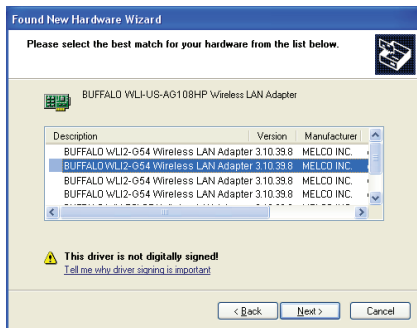 Found New Hardware Wizard
Please select the best match for your hardware from the list below.
BUFFALO WLI-US-AG108HP Wireless LAN Adapter
Description Version Manufacturer
BUFFALO WLI2-G54 Wireless LAN Adapter 3.10.39.8 MELCO INC.
BUFFALO WLI2-G54 Wireless LAN Adapter 3.10.39.8 MELCO INC.
BUFFALO WLI2-G54 Wireless LAN Adapter 3.10.39.8 MELCO INC.
BUFFALO WLI2-G54 Wireless LAN Adapter 3.10.39.8 MELCO INC.
This driver is not digitally signed!
Tell me why driver signing is important
< Back Next > Cancel